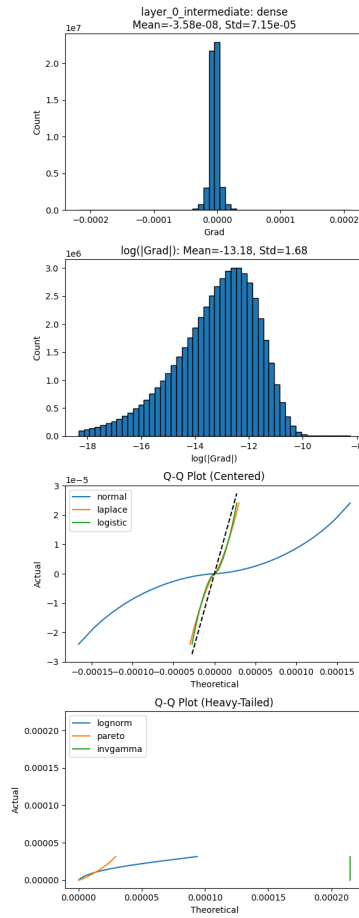 layer_0_intermediate: dense
Mean=-3.58e-08, Std=7.15e-05
1e7
2.0
1.5
1.0
0.5
0.0
Count
-0.0002 -0.0001 0.0000 0.0001 0.0002
Grad
log(|Grad|): Mean=-13.18, Std=1.68
1e6
3.0
2.5
2.0
1.5
1.0
0.5
0.0
Count
-18 -16 -14 -12 -10 -8
log(|Grad|)
Q-Q Plot (Centered)
1e-5
3
2
1
0
-1
-2
-3
Actual
normal
laplace
logistic
-0.00015 -0.00010 -0.00005 0.00000 0.00005 0.00010 0.00015
Theoretical
Q-Q Plot (Heavy-Tailed)
0.00020
0.00015
0.00010
0.00005
0.00000
Actual
lognorm
pareto
invgamma
0.00000 0.00005 0.00010 0.00015 0.00020
Theoretical